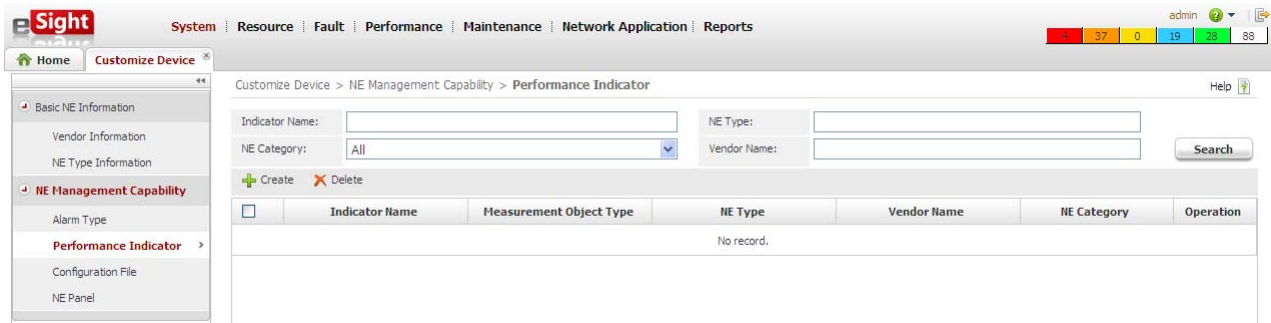 eSight
admin
System Resource Fault Performance Maintenance Network Application Reports
4 37 0 19 28 88
Home Customize Device
Customize Device > NE Management Capability > Performance Indicator Help
Basic NE Information
Vendor Information
NE Type Information
NE Management Capability
Alarm Type
Performance Indicator
Configuration File
NE Panel
Indicator Name: NE Type:
NE Category: All Vendor Name: Search
Create Delete
Indicator Name Measurement Object Type NE Type Vendor Name NE Category Operation
No record.